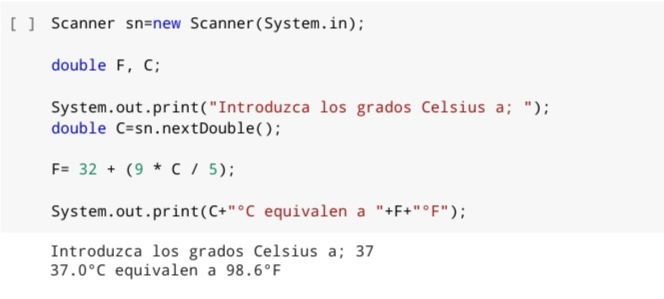 [ ] Scanner sn=new Scanner(System.in);
double F, C;
System.out.print("Introduzca los grados Celsius a; ");
double C=sn.nextDouble();
F= 32 + (9 * C / 5);
System.out.print(C+"°C equivalen a "+F+"°F");
Introduzca los grados Celsius a; 37
37.0°C equivalen a 98.6°F